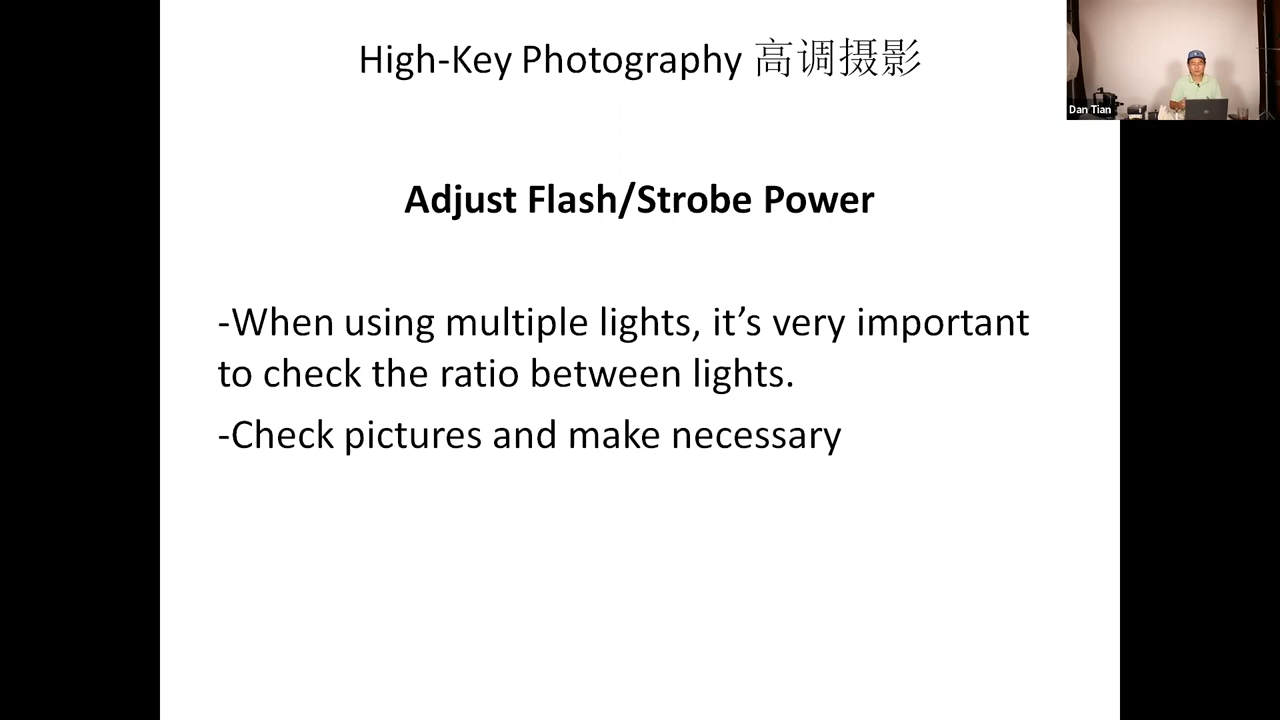 High-Key Photography 高调摄影
Dan Tian
Adjust Flash/Strobe Power
-When using multiple lights, it’s very important
to check the ratio between lights.
-Check pictures and make necessary